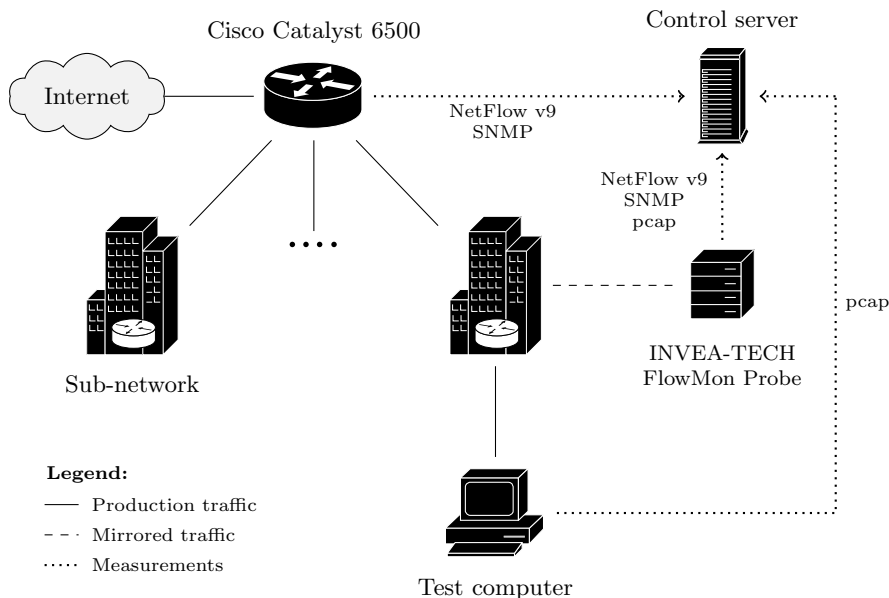 Control server
Cisco Catalyst 6500
Internet
NetFlow v9
SNMP
NetFlow v9
SNMP
pcap
pcap
INVEA-TECH
FlowMon Probe
Sub-network
Legend:
Production traffic
Mirrored traffic
Measurements
Test computer